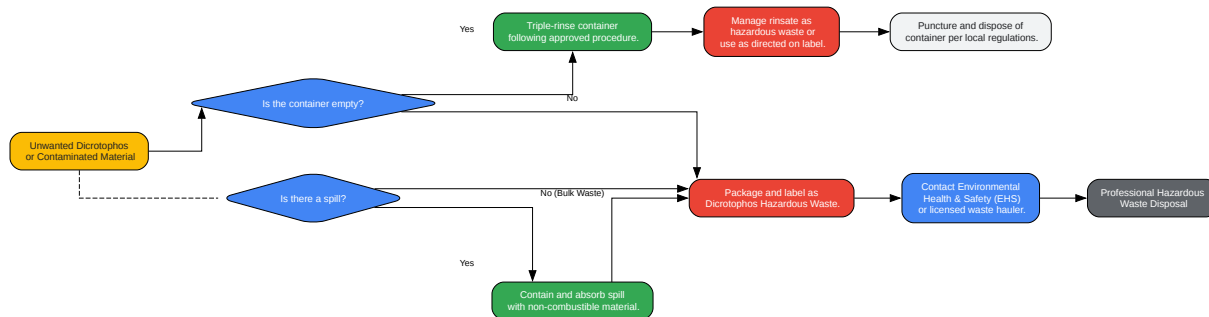 Yes
Triple-rinse container
following approved procedure.
Manage rinsate as
hazardous waste or
use as directed on label.
Puncture and dispose of
container per local regulations.
Is the container empty?
No
Unwanted Dicrotophos
or Contaminated Material
Is there a spill?
No (Bulk Waste)
Package and label as
Dicrotophos Hazardous Waste.
Contact Environmental
Health & Safety (EHS)
or licensed waste hauler.
Professional Hazardous
Waste Disposal
Yes
Contain and absorb spill
with non-combustible material.